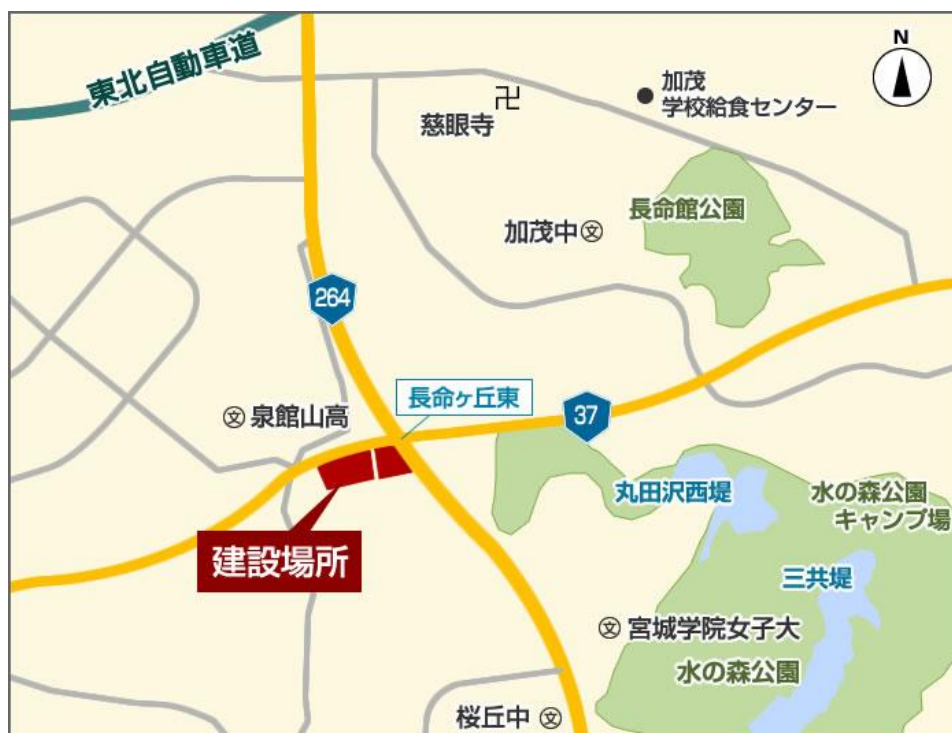 N
東北自動車道
加茂
学校給食センター
卍
慈眼寺
長命館公園
加茂中文
264
長命ヶ丘東
37
文泉館山高
丸田沢西堤
水の森公園
キャンプ場
建設場所
三共堤
文宮城学院女子大
水の森公園
桜丘中文